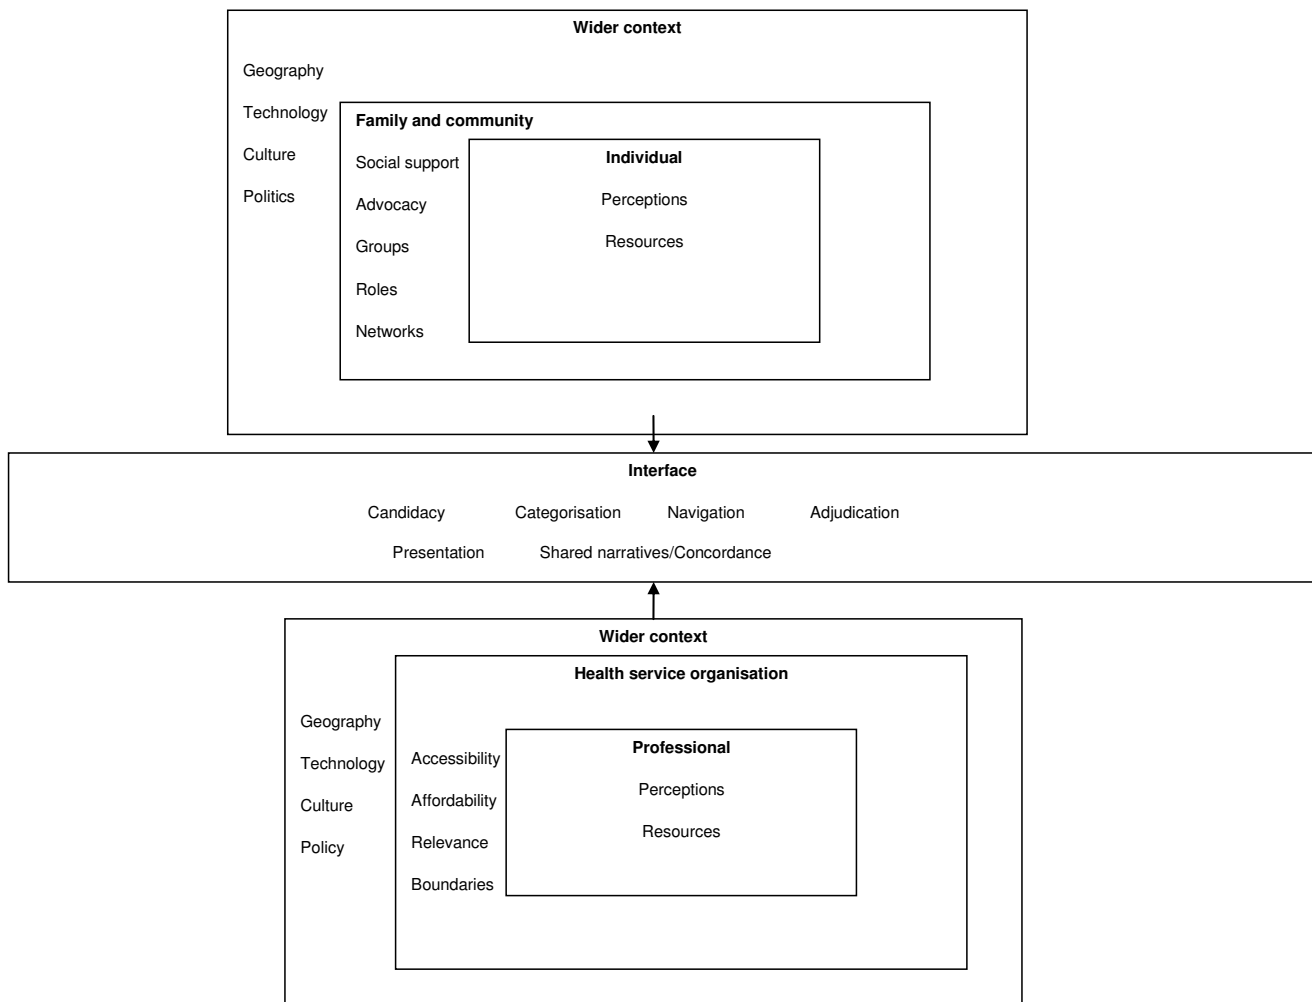 Wider context
Geography
Technology
Culture
Politics
Family and community
Social support
Advocacy
Groups
Roles
Networks
Individual
Perceptions
Resources
Interface
Candidacy Categorisation Navigation Adjudication
Presentation Shared narratives/Concordance
Wider context
Geography
Technology
Culture
Policy
Health service organisation
Accessibility
Affordability
Relevance
Boundaries
Professional
Perceptions
Resources